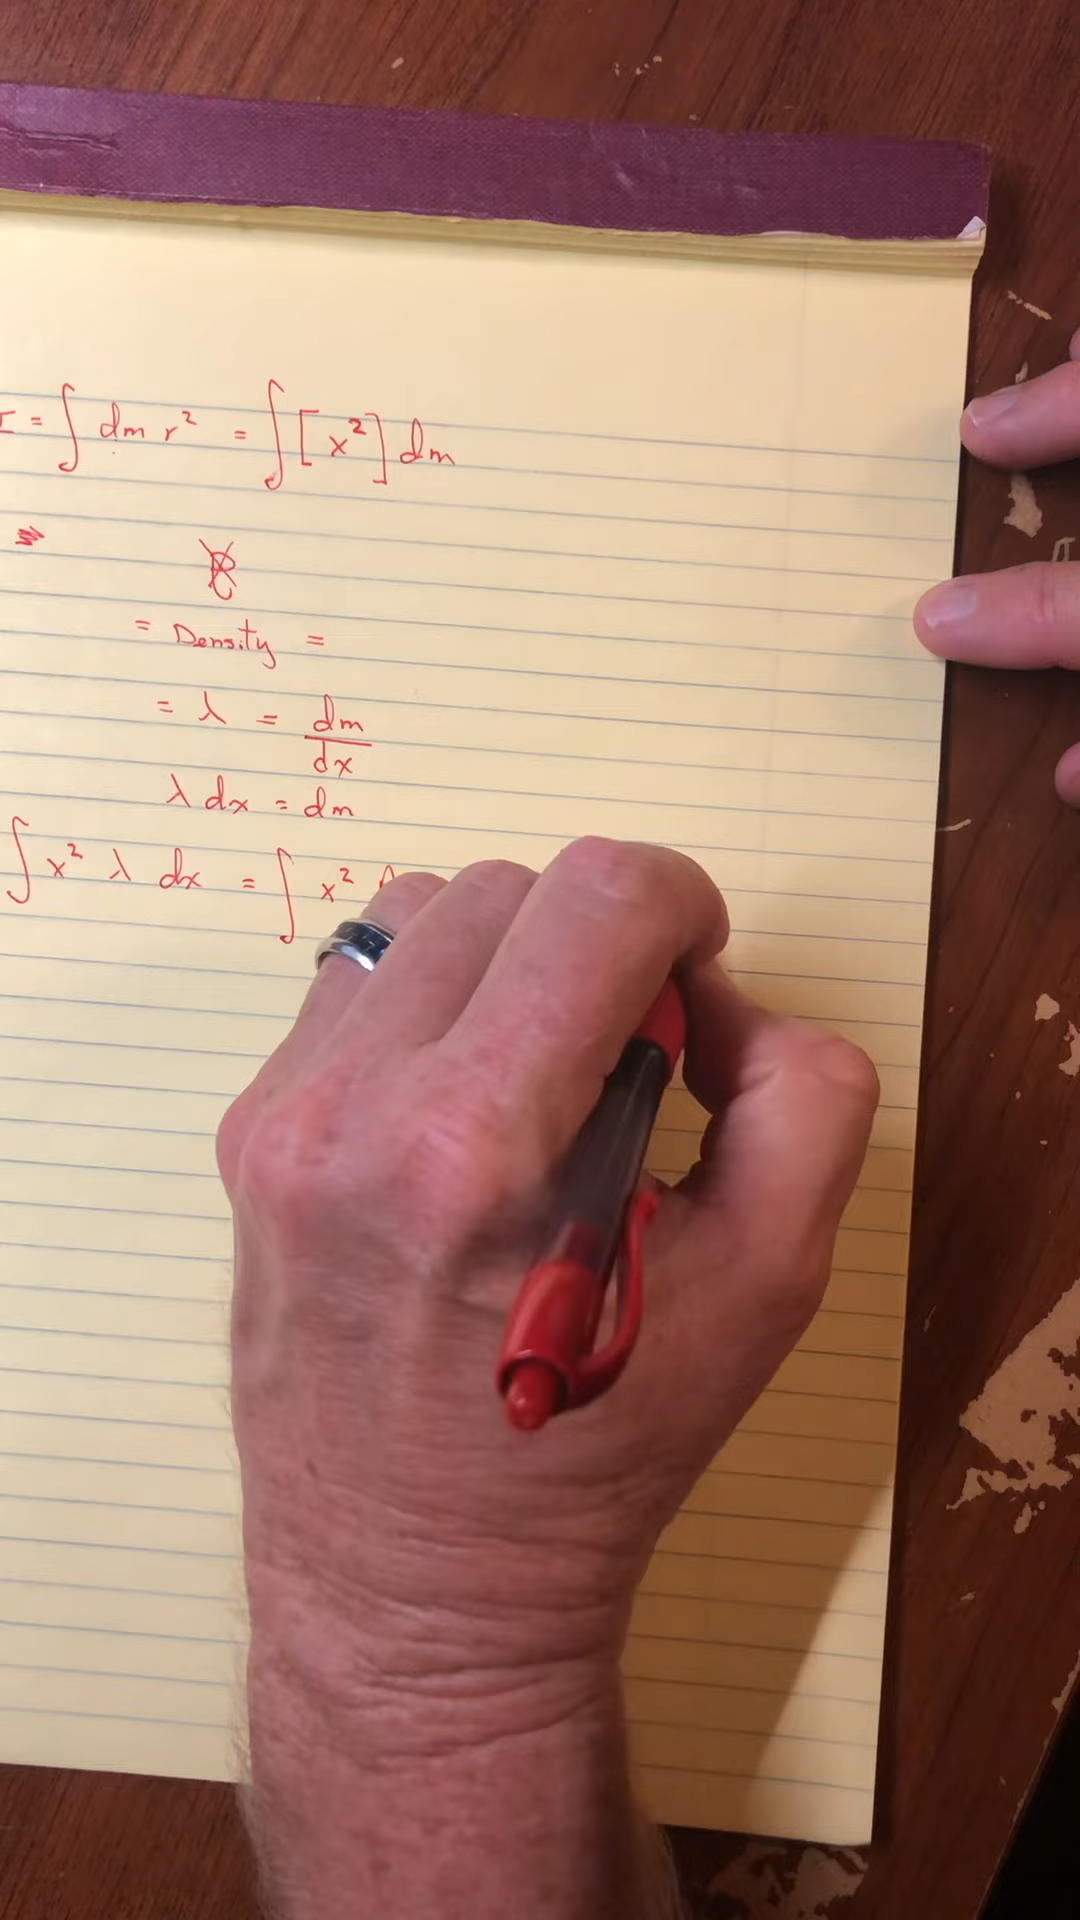 I = ∫ dm r² = ∫ [x²] dm
= Density =
= λ = dm/dx
λ dx = dm
∫ x² λ dx = ∫ x²